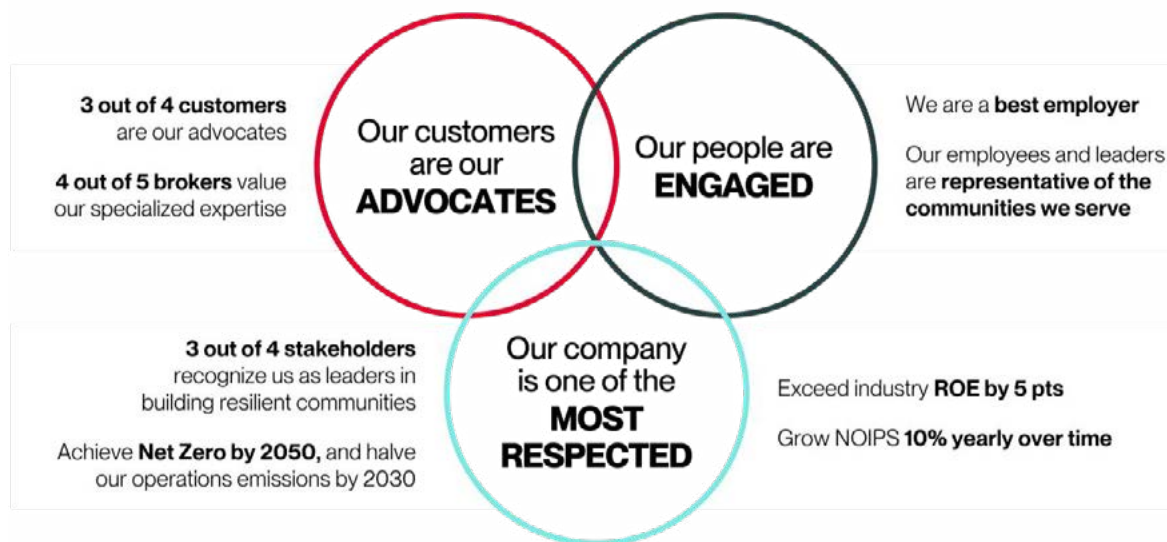 3 out of 4 customers
are our advocates
4 out of 5 brokers value
our specialized expertise
Our customers
are our
ADVOCATES
Our people are
ENGAGED
We are a best employer
Our employees and leaders
are representative of the
communities we serve
3 out of 4 stakeholders
recognize us as leaders in
building resilient communities
Achieve Net Zero by 2050, and halve
our operations emissions by 2030
Our company
is one of the
MOST
RESPECTED
Exceed industry ROE by 5 pts
Grow NOIPS 10% yearly over time